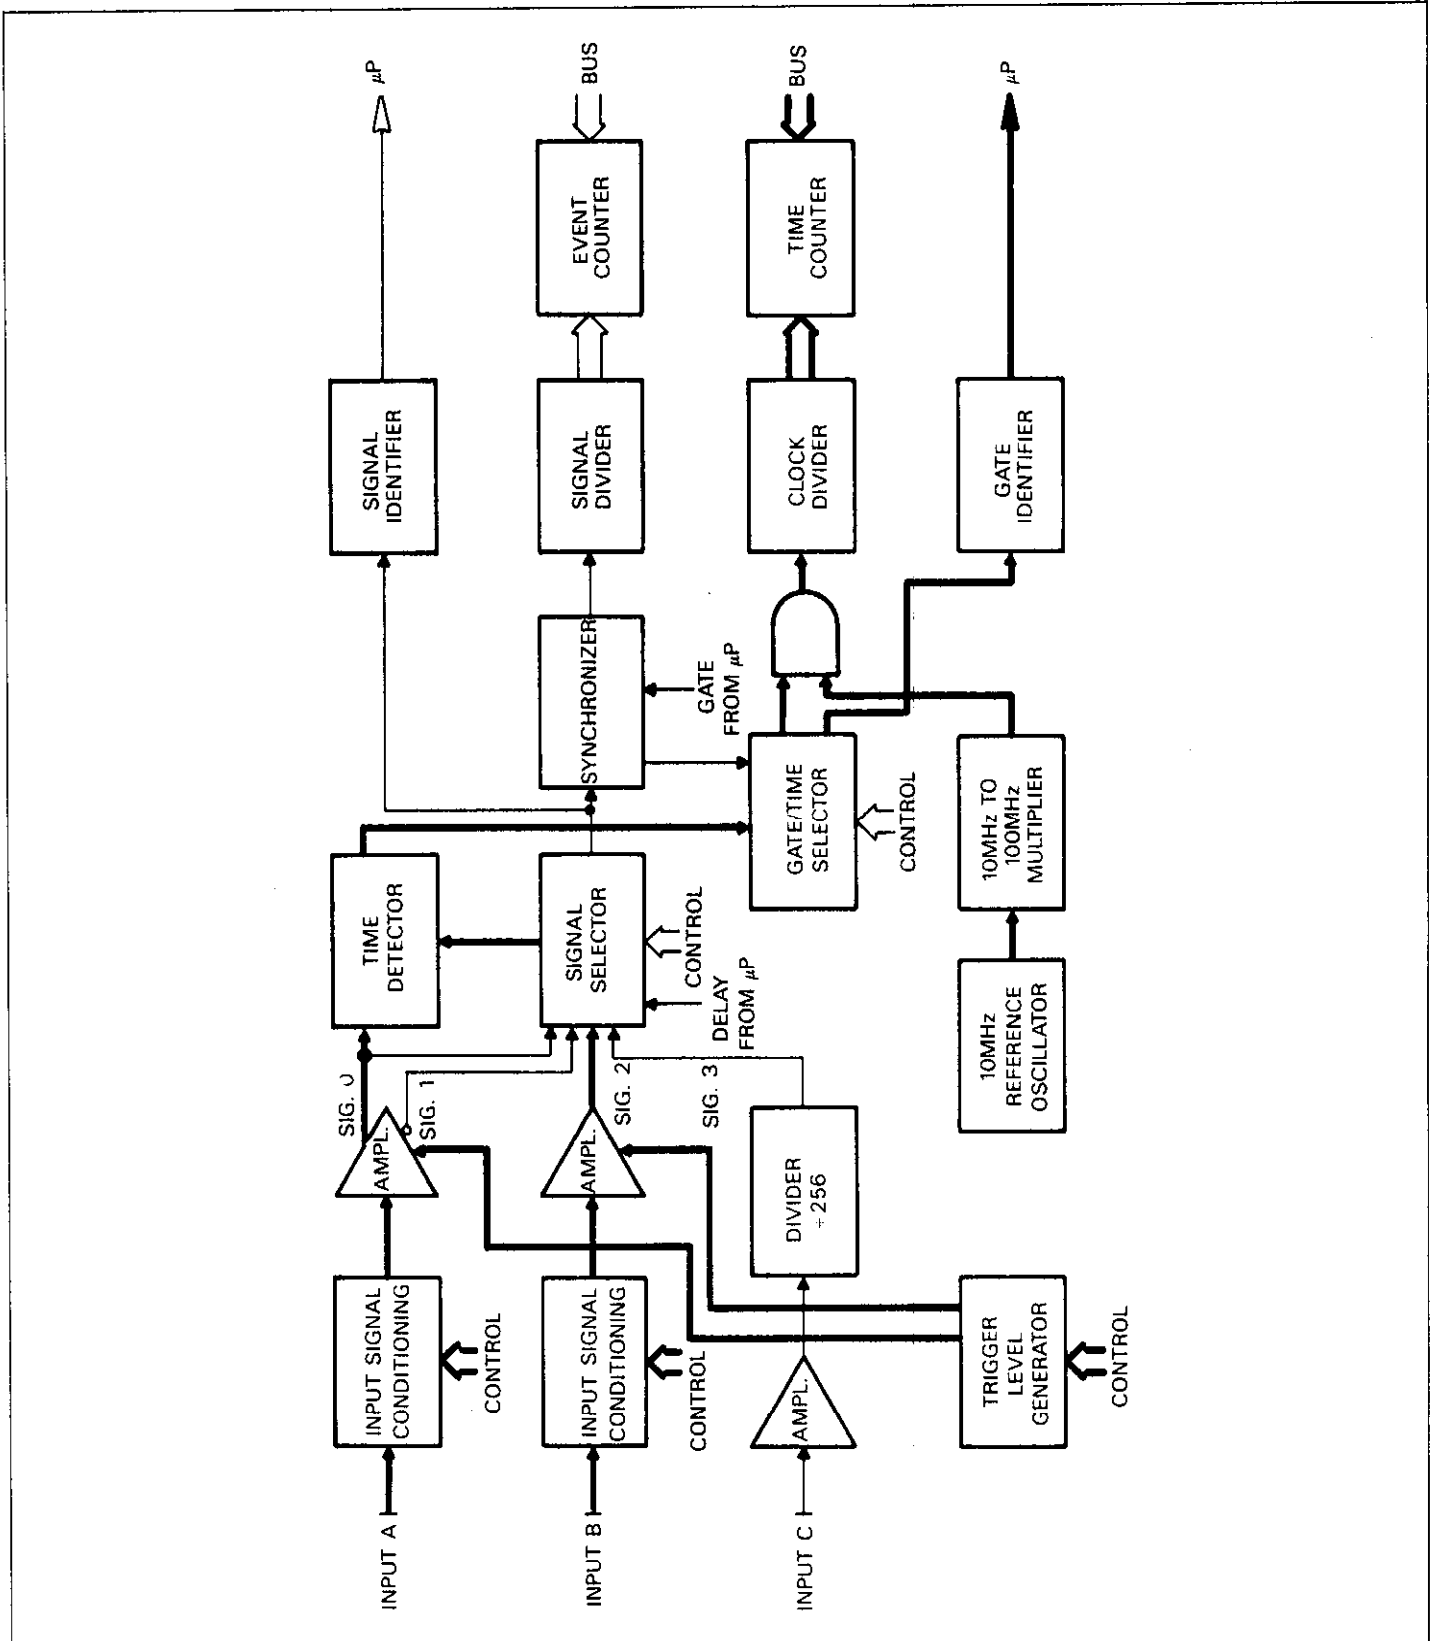 INPUT A
INPUT SIGNAL
CONDITIONING
CONTROL
AMPL.
SIG. 0
SIG. 1
TIME
DETECTOR
SIGNAL
IDENTIFIER
µP
INPUT B
INPUT SIGNAL
CONDITIONING
CONTROL
AMPL.
SIG. 2
SIGNAL
SELECTOR
CONTROL
DELAY
FROM µP
SYNCHRONIZER
GATE
FROM µP
SIGNAL
DIVIDER
EVENT
COUNTER
BUS
INPUT C
AMPL.
DIVIDER
÷256
SIG. 3
GATE/TIME
SELECTOR
CONTROL
CLOCK
DIVIDER
TIME
COUNTER
BUS
TRIGGER
LEVEL
GENERATOR
CONTROL
10MHz
REFERENCE
OSCILLATOR
10MHz TO
100MHz
MULTIPLIER
GATE
IDENTIFIER
µP